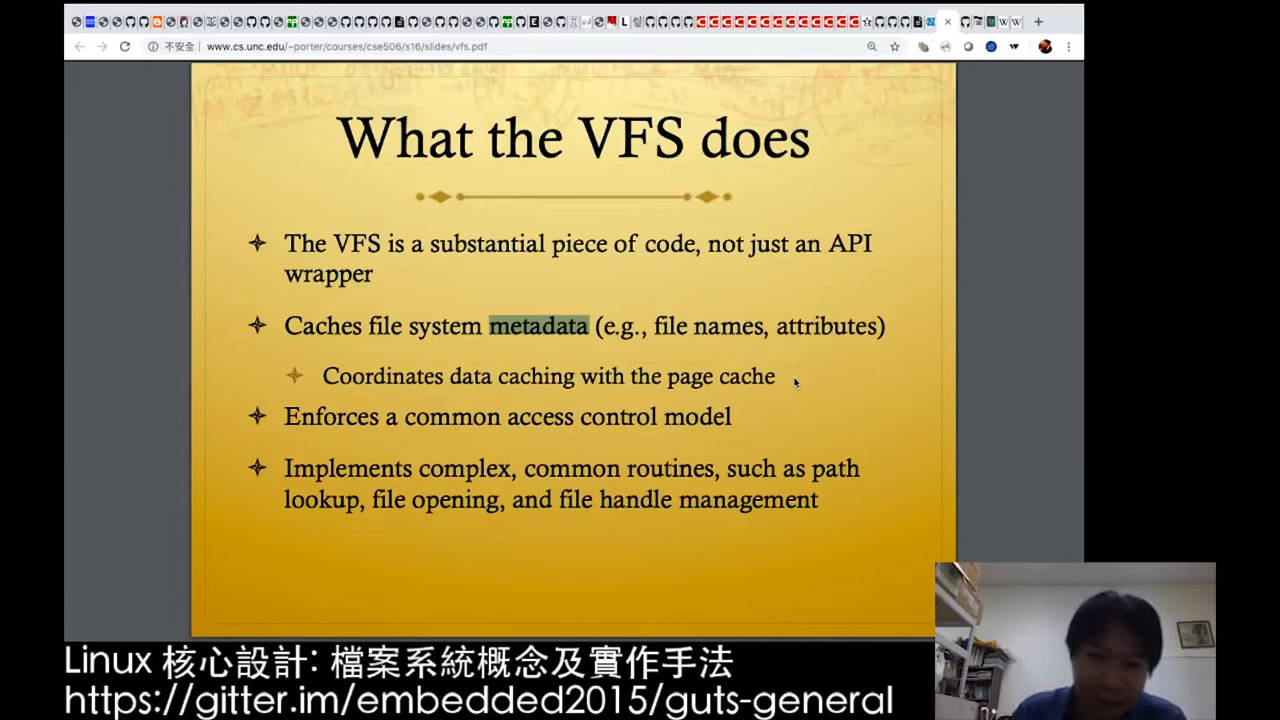 不安全
www.cs.unc.edu/~porter/courses/cse506/s16/slides/vfs.pdf
What the VFS does
The VFS is a substantial piece of code, not just an API
wrapper
Caches file system metadata (e.g., file names, attributes)
Coordinates data caching with the page cache
Enforces a common access control model
Implements complex, common routines, such as path
lookup, file opening, and file handle management
Linux 核心設計: 檔案系統概念及實作手法
https://gitter.im/embedded2015/guts-general